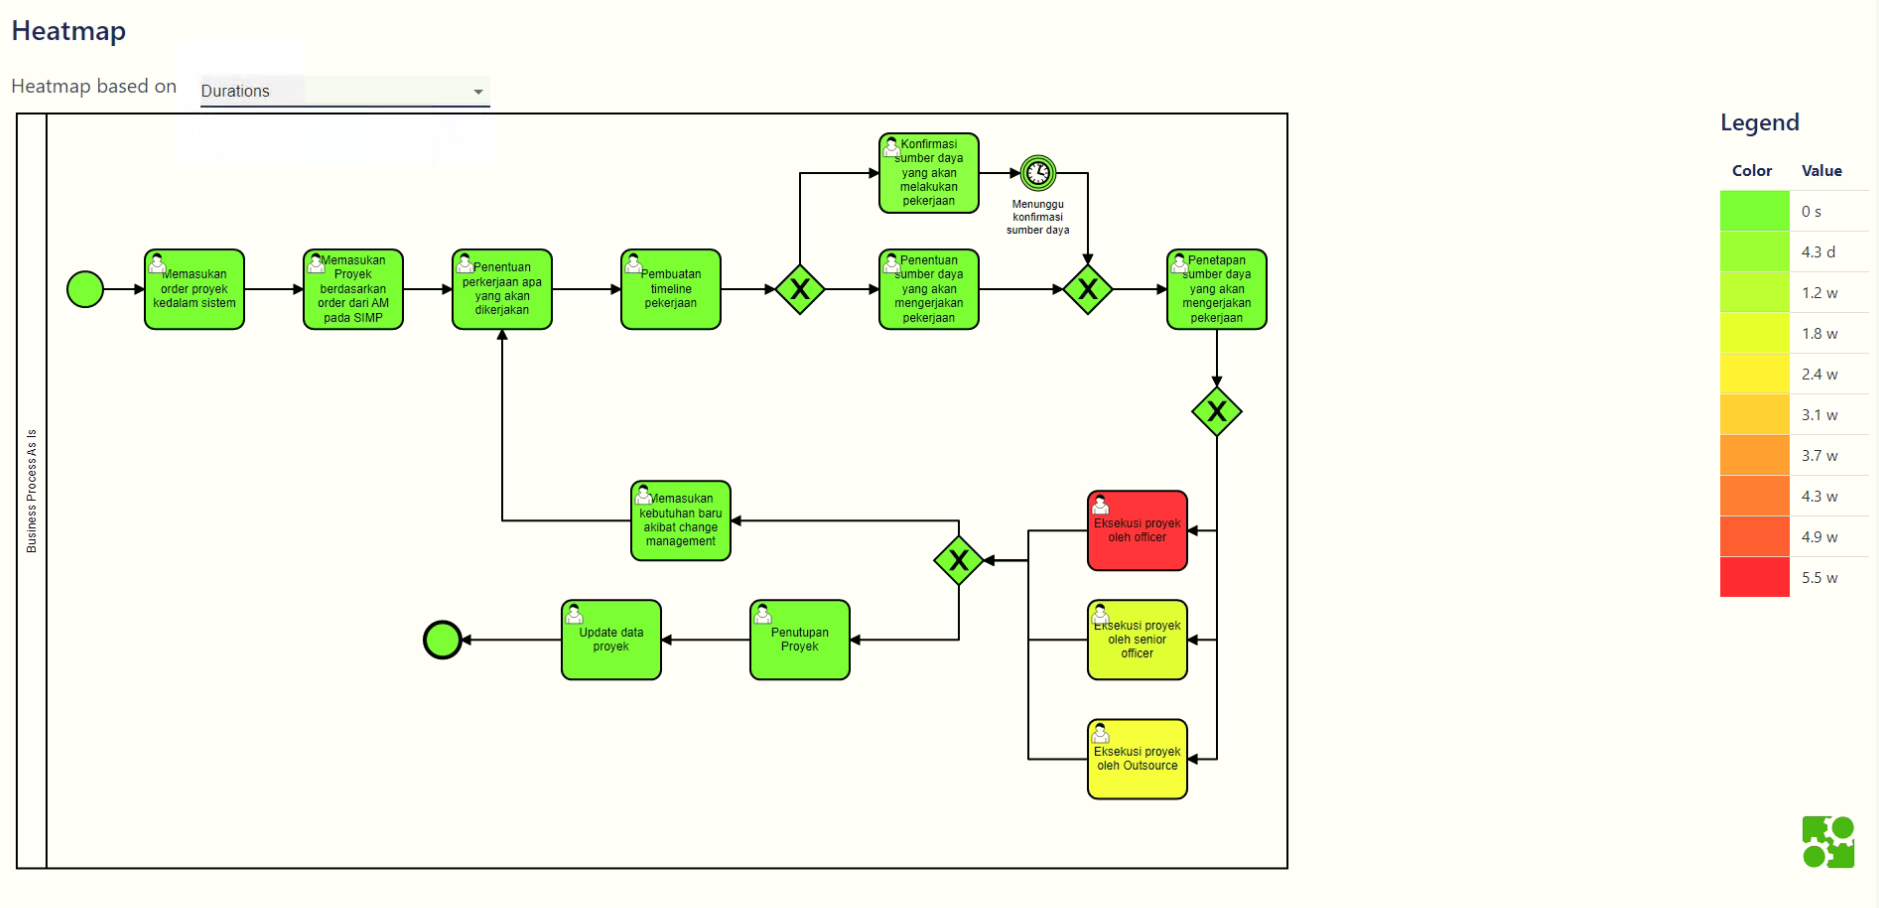 Heatmap
Heatmap based on
Durations
Legend
Color
Value
0 s
4.3 d
1.2 w
1.8 w
2.4 w
3.1 w
3.7 w
4.3 w
4.9 w
5.5 w
Business Process As Is
Konfirmasi
sumber daya
yang akan
melakukan
pekerjaan
Menunggu
konfirmasi
sumber daya
Memasukan
order proyek
kedalam sistem
Memasukan
Proyek
berdasarkan
order dari AM
pada SIMP
Penentuan
perkerjaan apa
yang akan
dikerjakan
Pembuatan
timeline
pekerjaan
X
Penentuan
sumber daya
yang akan
mengerjakan
pekerjaan
X
Penetapan
sumber daya
yang akan
mengerjakan
pekerjaan
X
Memasukan
kebutuhan baru
akibat change
management
X
Eksekusi proyek
oleh officer
Update data
proyek
Penutupan
Proyek
Eksekusi proyek
oleh senior
officer
Eksekusi proyek
oleh Outsource